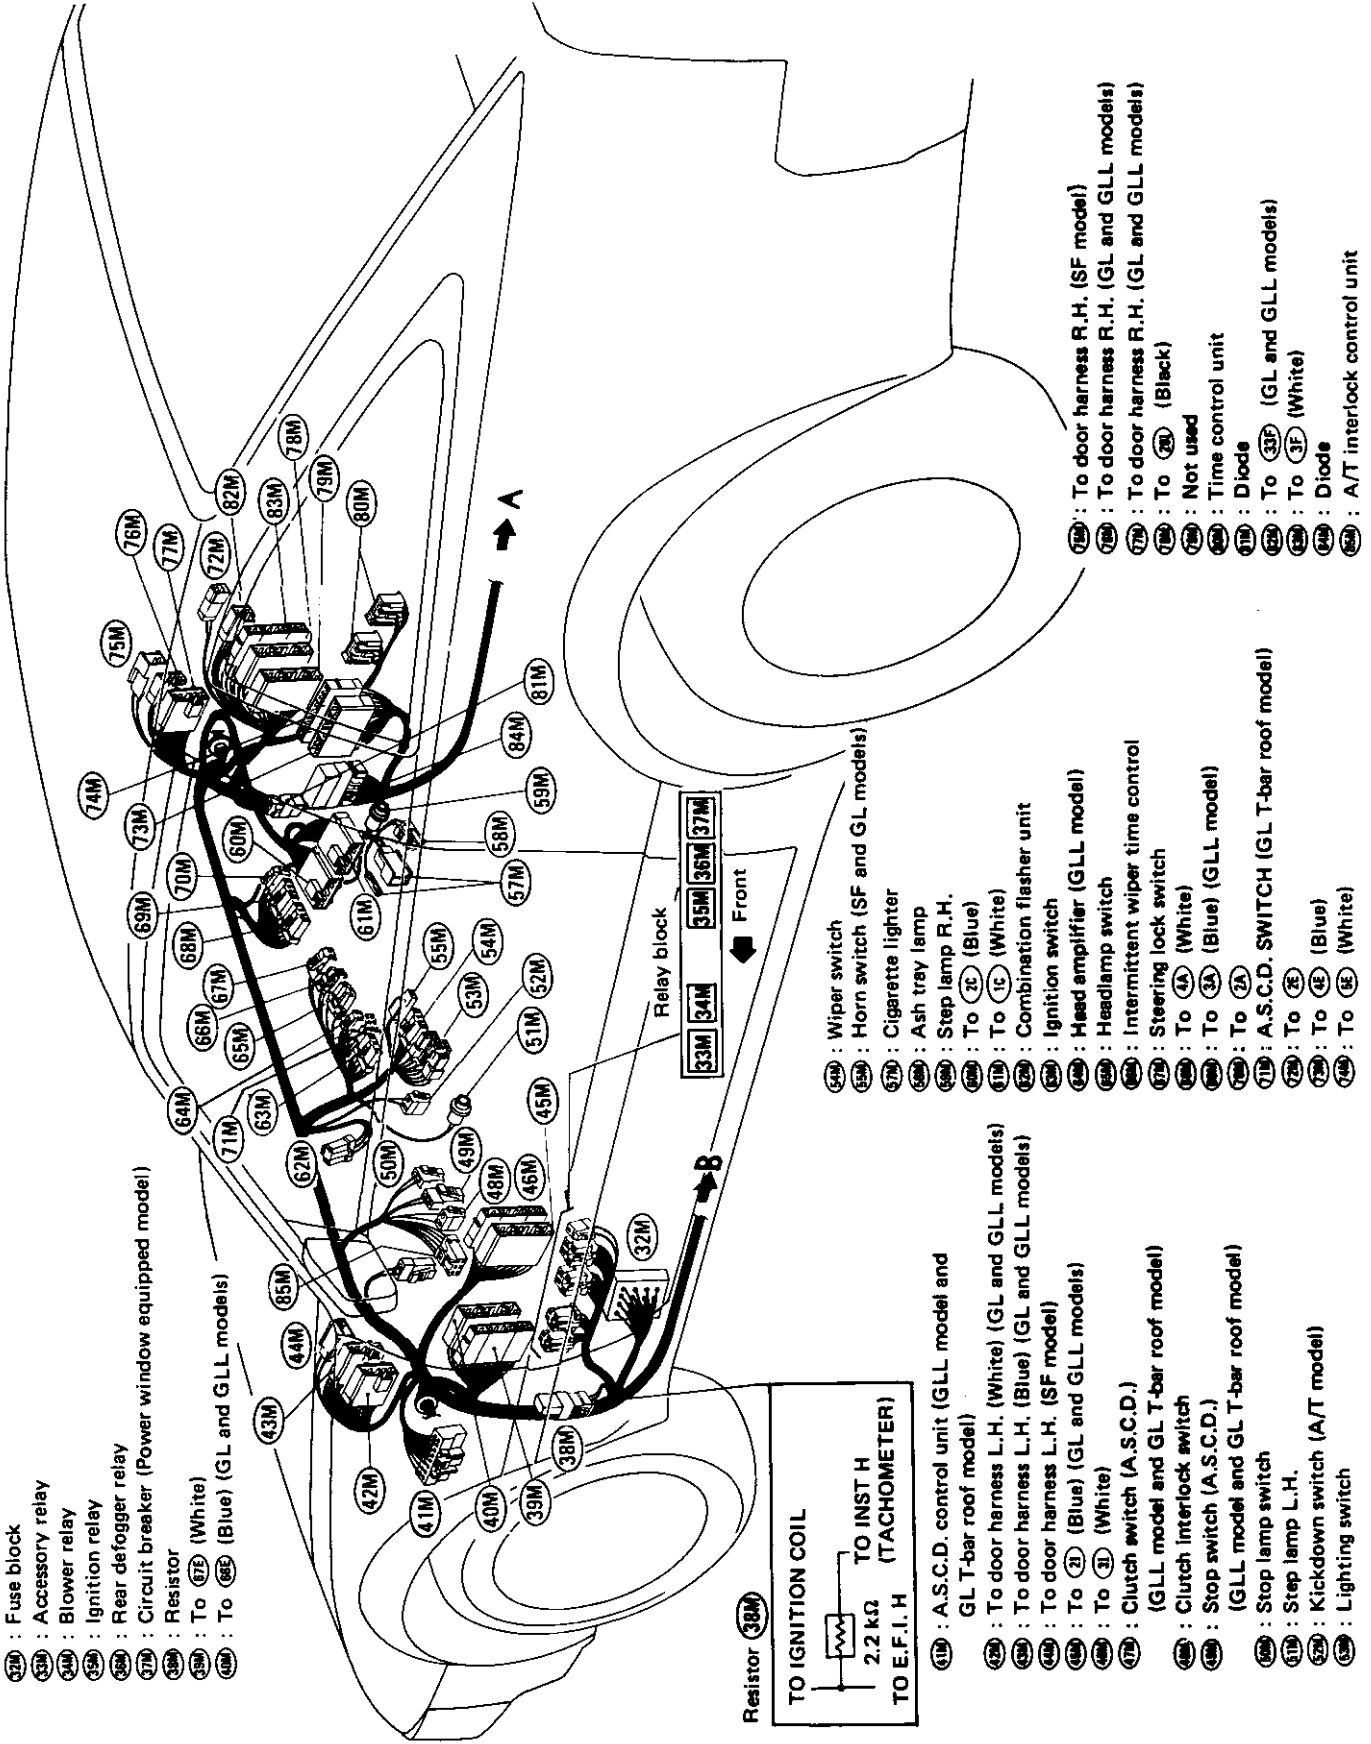 32M : Fuse block
33M : Accessory relay
34M : Blower relay
35M : Ignition relay
36M : Rear defogger relay
37M : Circuit breaker (Power window equipped model)
38M : Resistor
39M : To 67E (White)
40M : To 66E (Blue) (GL and GLL models)
75M
76M
77M
72M
82M
83M
78M
79M
80M
A
74M
73M
70M
69M
68M
60M
61M
81M
84M
59M
58M
57M
67M
66M
65M
64M
71M
63M
62M
55M
54M
53M
52M
51M
50M
49M
48M
46M
45M
85M
44M
43M
42M
41M
40M
39M
38M
32M
B
Relay block
33M 34M 35M 36M 37M
Front
Resistor 38M
TO IGNITION COIL
2.2 kΩ
TO E.F.I. H
TO INST H
(TACHOMETER)
41M : A.S.C.D. control unit (GLL model and
GL T-bar roof model)
42M : To door harness L.H. (White) (GL and GLL models)
43M : To door harness L.H. (Blue) (GL and GLL models)
44M : To door harness L.H. (SF model)
45M : To 2I (Blue) (GL and GLL models)
46M : To 3I (White)
47M : Clutch switch (A.S.C.D.)
(GLL model and GL T-bar roof model)
48M : Clutch interlock switch
49M : Stop switch (A.S.C.D.)
(GLL model and GL T-bar roof model)
50M : Stop lamp switch
51M : Step lamp L.H.
52M : Kickdown switch (A/T model)
53M : Lighting switch
54M : Wiper switch
55M : Horn switch (SF and GL models)
57M : Cigarette lighter
58M : Ash tray lamp
59M : Step lamp R.H.
60M : To 2C (Blue)
61M : To 1C (White)
62M : Combination flasher unit
63M : Ignition switch
64M : Head amplifier (GLL model)
65M : Headlamp switch
66M : Intermittent wiper time control
67M : Steering lock switch
68M : To 4A (White)
69M : To 3A (Blue) (GLL model)
70M : To 2A
71M : A.S.C.D. SWITCH (GL T-bar roof model)
72M : To 2E
73M : To 4E (Blue)
74M : To 5E (White)
75M : To door harness R.H. (SF model)
76M : To door harness R.H. (GL and GLL models)
77M : To door harness R.H. (GL and GLL models)
78M : To (Black)
79M : Not used
80M : Time control unit
81M : Diode
82M : To 33F (GL and GLL models)
83M : To 3F (White)
84M : Diode
85M : A/T interlock control unit